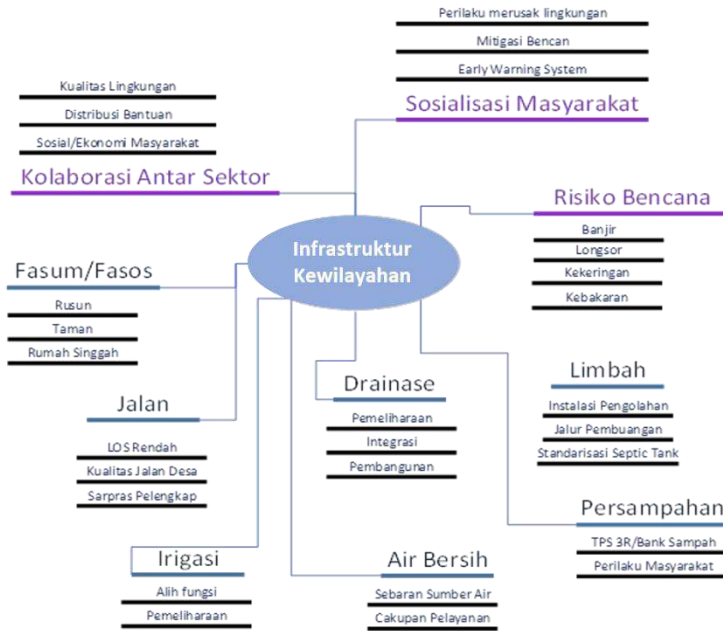 Perilaku merusak lingkungan
Mitigasi Bencan
Early Warning System
Sosialisasi Masyarakat
Kualitas Lingkungan
Distribusi Bantuan
Sosial/Ekonomi Masyarakat
Kolaborasi Antar Sektor
Risiko Bencana
Banjir
Longsor
Kekeringan
Kebakaran
Infrastruktur
Kewilayahan
Fasum/Fasos
Rusun
Taman
Rumah Singgah
Drainase
Pemeliharaan
Integrasi
Pembangunan
Limbah
Instalasi Pengolahan
Jalur Pembuangan
Standarisasi Septic Tank
Jalan
LOS Rendah
Kualitas Jalan Desa
Sarpras Pelengkap
Persampahan
TPS 3R/Bank Sampah
Perilaku Masyarakat
Irigasi
Alih fungsi
Pemeliharaan
Air Bersih
Sebaran Sumber Air
Cakupan Pelayanan